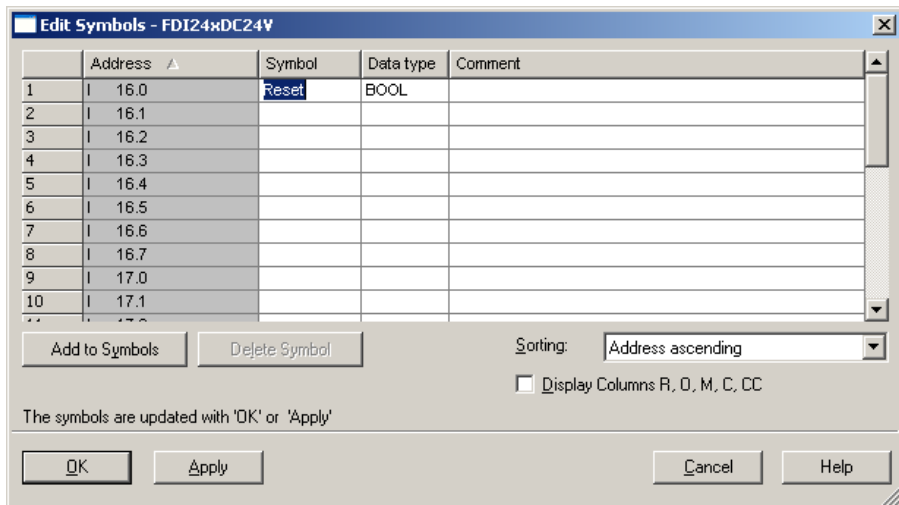 Edit Symbols - FDI24xDC24V
Address Symbol Data type Comment
1 I 16.0 Reset BOOL
2 I 16.1
3 I 16.2
4 I 16.3
5 I 16.4
6 I 16.5
7 I 16.6
8 I 16.7
9 I 17.0
10 I 17.1
Add to Symbols Delete Symbol Sorting: Address ascending
Display Columns R, O, M, C, CC
The symbols are updated with 'OK' or 'Apply'
OK Apply Cancel Help